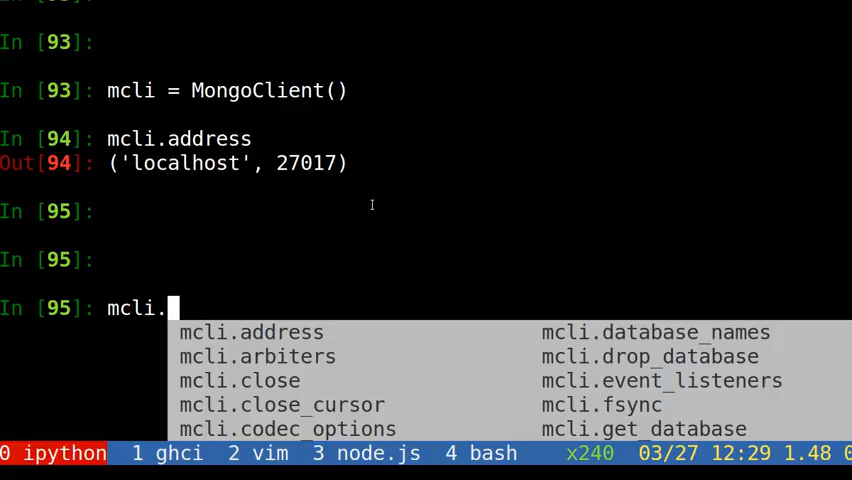 In [93]:
In [93]: mcli = MongoClient()
In [94]: mcli.address
Out[94]: ('localhost', 27017)
In [95]:
In [95]:
In [95]: mcli.
mcli.address mcli.database_names
mcli.arbiters mcli.drop_database
mcli.close mcli.event_listeners
mcli.close_cursor mcli.fsync
mcli.codec_options mcli.get_database
0 ipython 1 ghci 2 vim 3 node.js 4 bash x240 03/27 12:29 1.48